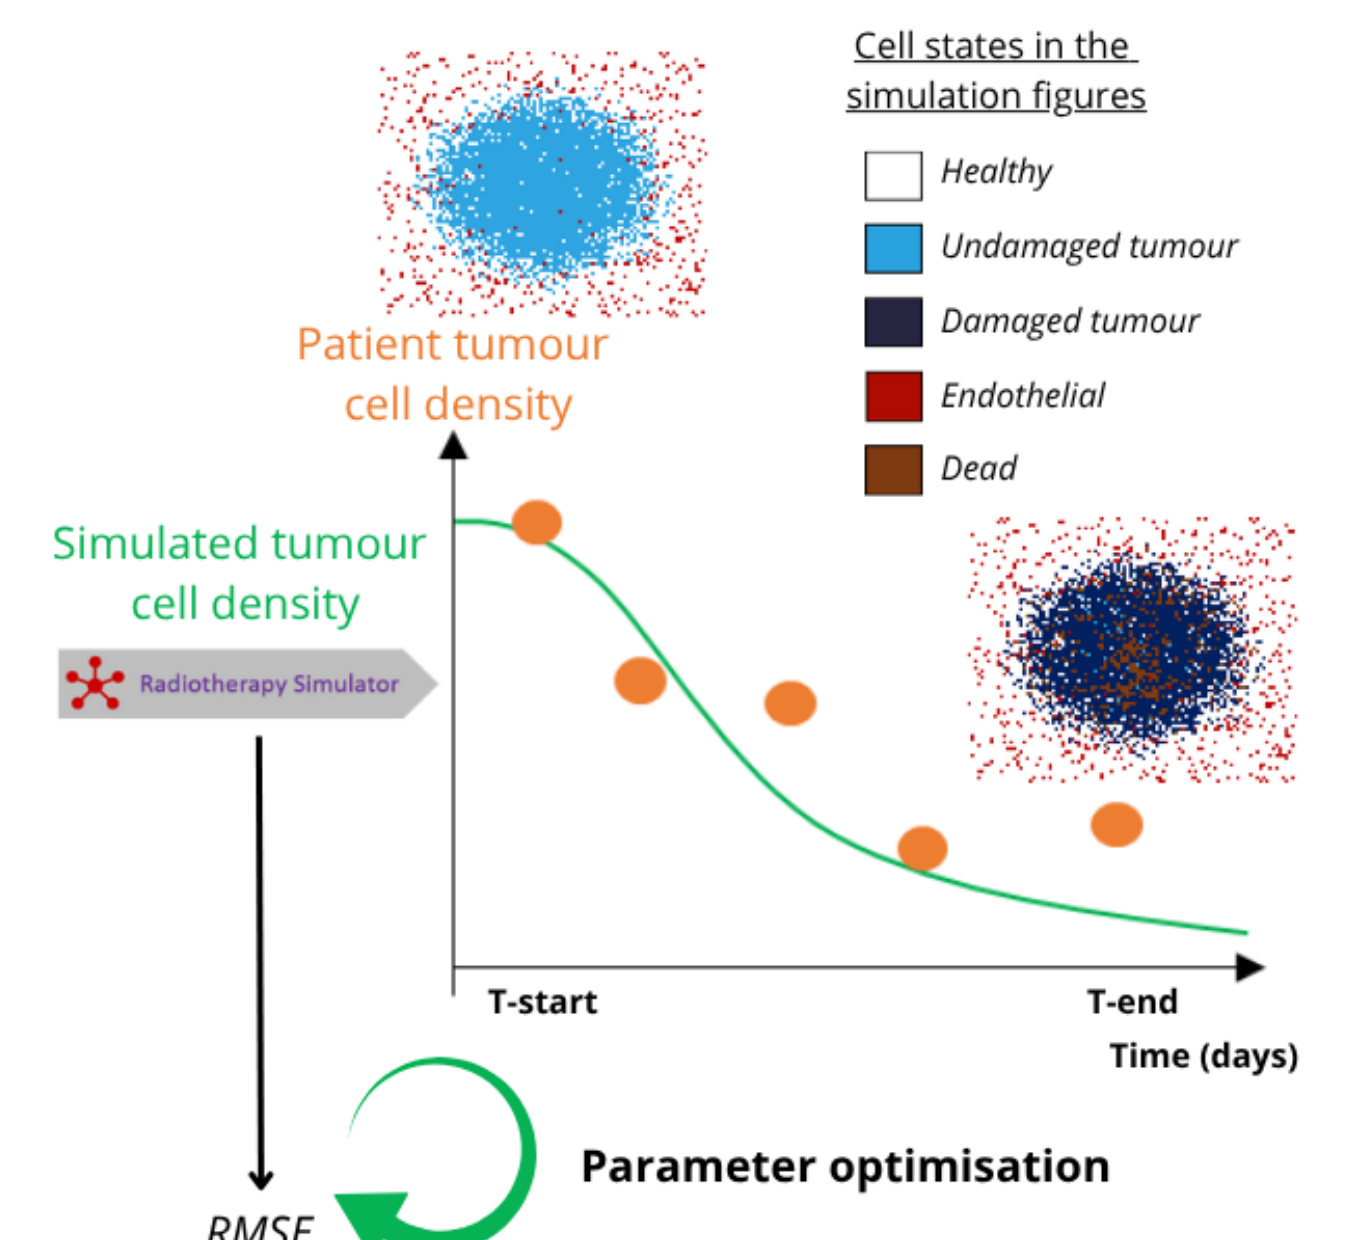 Cell states in the
simulation figures
Healthy
Undamaged tumour
Damaged tumour
Endothelial
Dead
Patient tumour
cell density
Simulated tumour
cell density
Radiotherapy Simulator
T-start
T-end
Time (days)
Parameter optimisation
RMSE